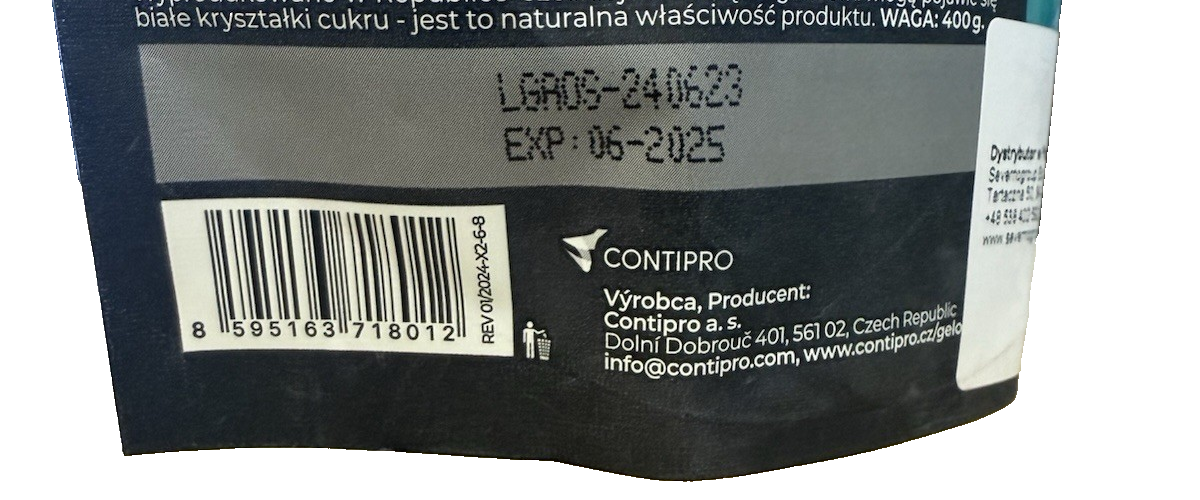 białe kryształki cukru - jest to naturalna właściwość produktu. WAGA: 400g.
LGAOS-240623
EXP: 06-2025
8 595163 718012
REV 01/2024-X2-6-8
CONTIPRO
Výrobca, Producent:
Contipro a. s.
Dolní Dobrouč 401, 561 02, Czech Republic
info@contipro.com, www.contipro.cz/gelo
Dystrybutor w